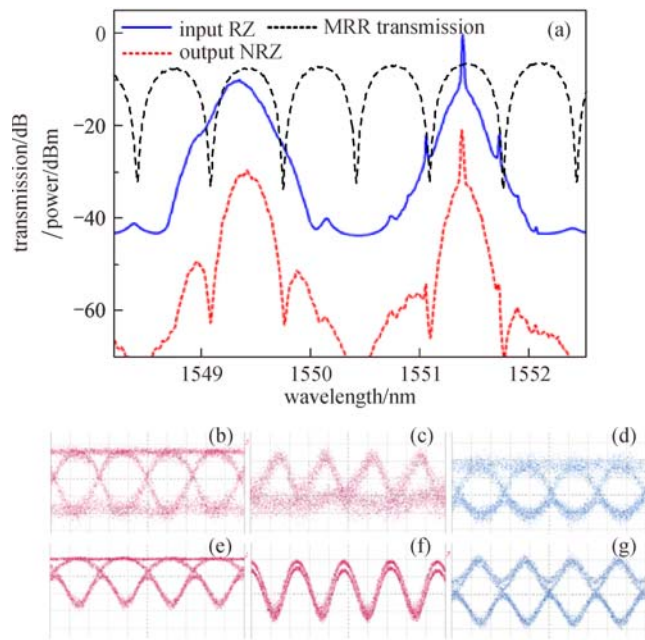 input RZ
MRR transmission
(a)
output NRZ
0
−20
−40
−60
transmission/dB
/power/dBm
1549
1550
1551
1552
wavelength/nm
(b)
(c)
(d)
(e)
(f)
(g)